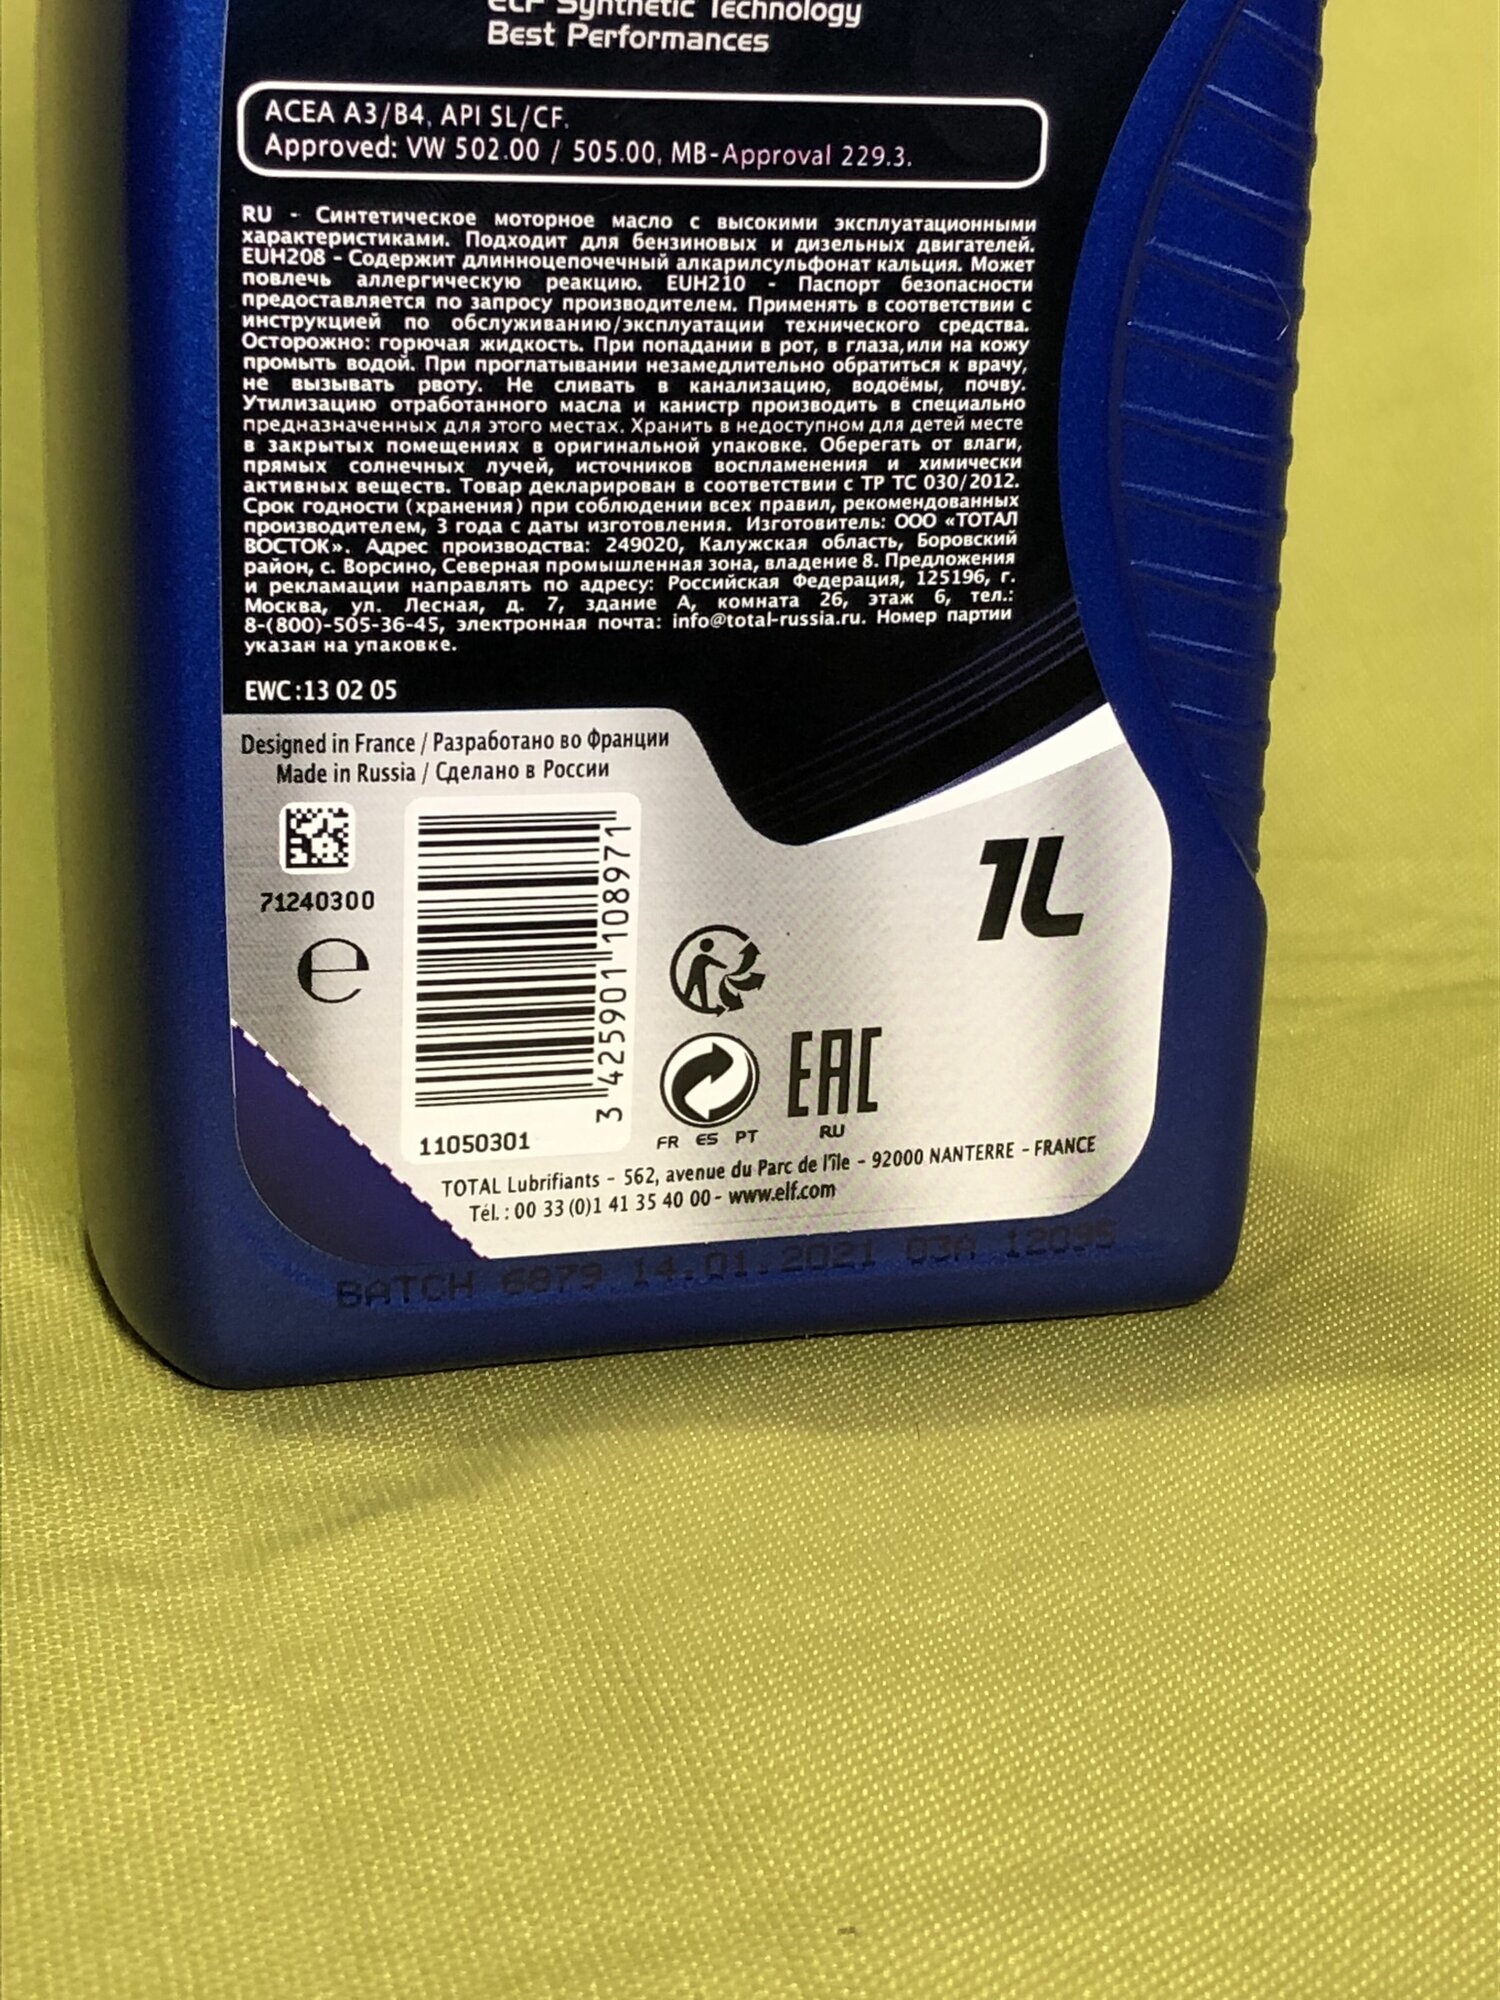 ELF Synthetic Technology
Best Performances
ACEA A3/B4, API SL/CF.
Approved: VW 502.00 / 505.00, MB-Approval 229.3.
RU - Синтетическое моторное масло с высокими эксплуатационными
характеристиками. Подходит для бензиновых и дизельных двигателей.
EUH208 - Содержит длинноцепочечный алкарилсульфонат кальция. Может
повлечь аллергическую реакцию. EUH210 - Паспорт безопасности
предоставляется по запросу производителем. Применять в соответствии с
инструкцией по обслуживанию/эксплуатации технического средства.
Осторожно: горючая жидкость. При попадании в рот, в глаза,или на кожу
промыть водой. При проглатывании незамедлительно обратиться к врачу,
не вызывать рвоту. Не сливать в канализацию, водоёмы, почву.
Утилизацию отработанного масла и канистр производить в специально
предназначенных для этого местах. Хранить в недоступном для детей месте
в закрытых помещениях в оригинальной упаковке. Оберегать от влаги,
прямых солнечных лучей, источников воспламенения и химически
активных веществ. Товар декларирован в соответствии с ТР ТС 030/2012.
Срок годности (хранения) при соблюдении всех правил, рекомендованных
производителем, 3 года с даты изготовления. Изготовитель: ООО «ТОТАЛ
ВОСТОК». Адрес производства: 249020, Калужская область, Боровский
район, с. Ворсино, Северная промышленная зона, владение 8. Предложения
и рекламации направлять по адресу: Российская Федерация, 125196, г.
Москва, ул. Лесная, д. 7, здание А, комната 26, этаж 6, тел.:
8-(800)-505-36-45, электронная почта: info@total-russia.ru. Номер партии
указан на упаковке.
EWC:13 02 05
Designed in France / Разработано во Франции
Made in Russia / Сделано в России
71240300
e
3 425901 108971
11050301
1L
EAC
FR ES PT
RU
TOTAL Lubrifiants - 562, avenue du Parc de l'île - 92000 NANTERRE - FRANCE
Tél. : 00 33 (0)1 41 35 40 00 - www.elf.com
BATCH 6879 14.01.2021 03A 12095